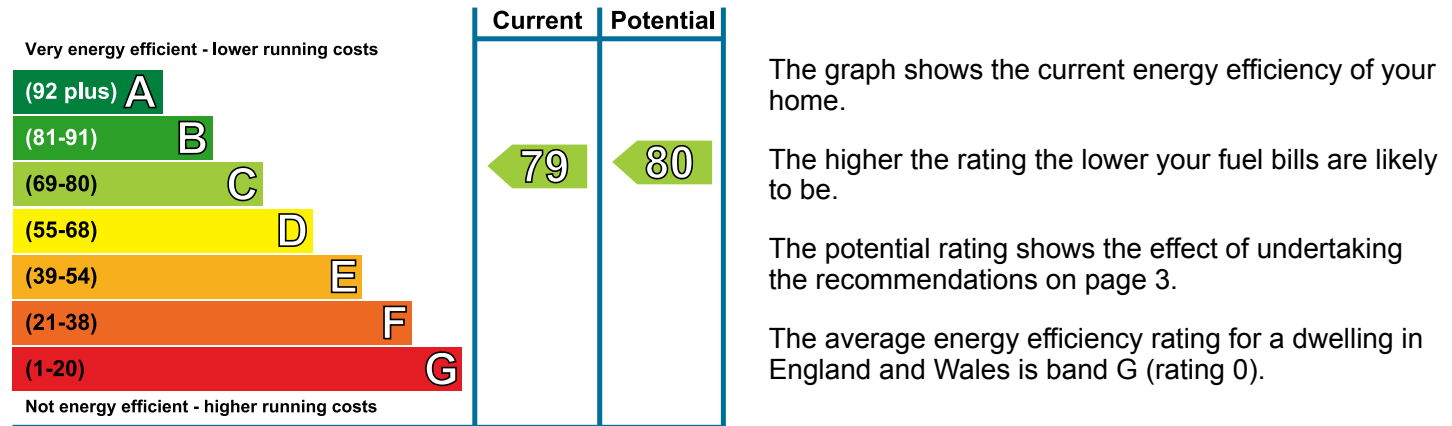 Current Potential
Very energy efficient - lower running costs
(92 plus) A
(81-91) B
(69-80) C
79 80
(55-68) D
(39-54) E
(21-38) F
(1-20) G
Not energy efficient - higher running costs
The graph shows the current energy efficiency of your
home.
The higher the rating the lower your fuel bills are likely
to be.
The potential rating shows the effect of undertaking
the recommendations on page 3.
The average energy efficiency rating for a dwelling in
England and Wales is band G (rating 0).